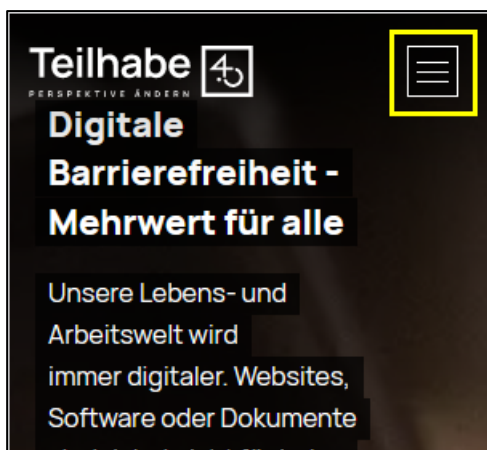 Teilhabe 4.0
PERSPEKTIVE ÄNDERN
Digitale
Barrierefreiheit -
Mehrwert für alle
Unsere Lebens- und
Arbeitswelt wird
immer digitaler. Websites,
Software oder Dokumente